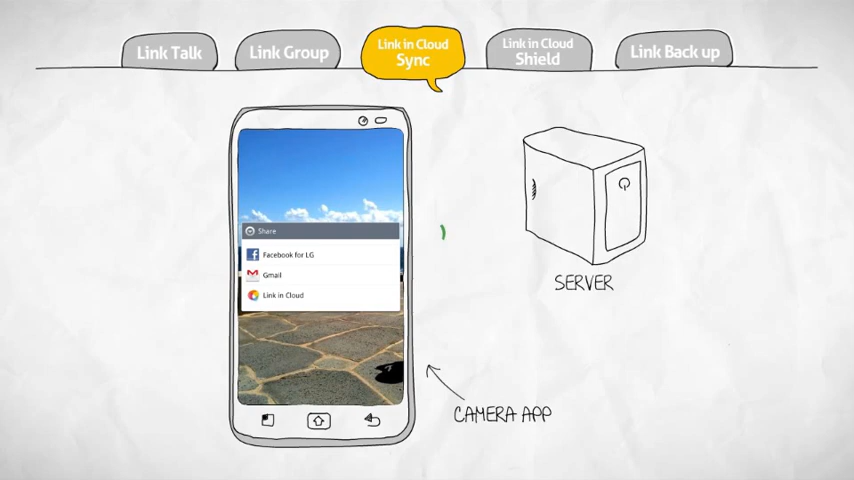 Link Talk
Link Group
Link in Cloud
Sync
Link in Cloud
Shield
Link Back up
Share
Facebook for LG
Gmail
Link in Cloud
SERVER
CAMERA APP